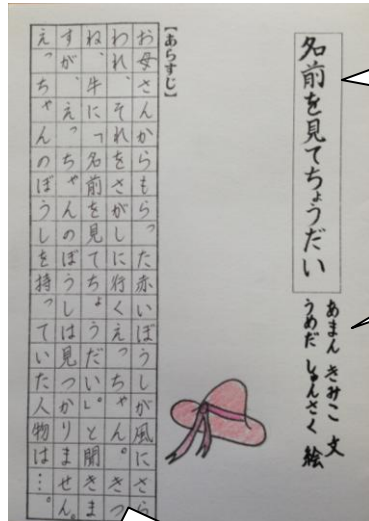 名前を見てちょうだい
あまん きみこ 文
うめだ しゅんさく 絵
【あらすじ】
お母さんからもらった赤いぼうしが風にさら
われ、それをさがしに行くえっちゃん。きつ
ね、牛に「名前を見てちょうだい。」と聞きま
すが、えっちゃんのぼうしは見つかりません。
えっちゃんのぼうしを持っていた人物は…。